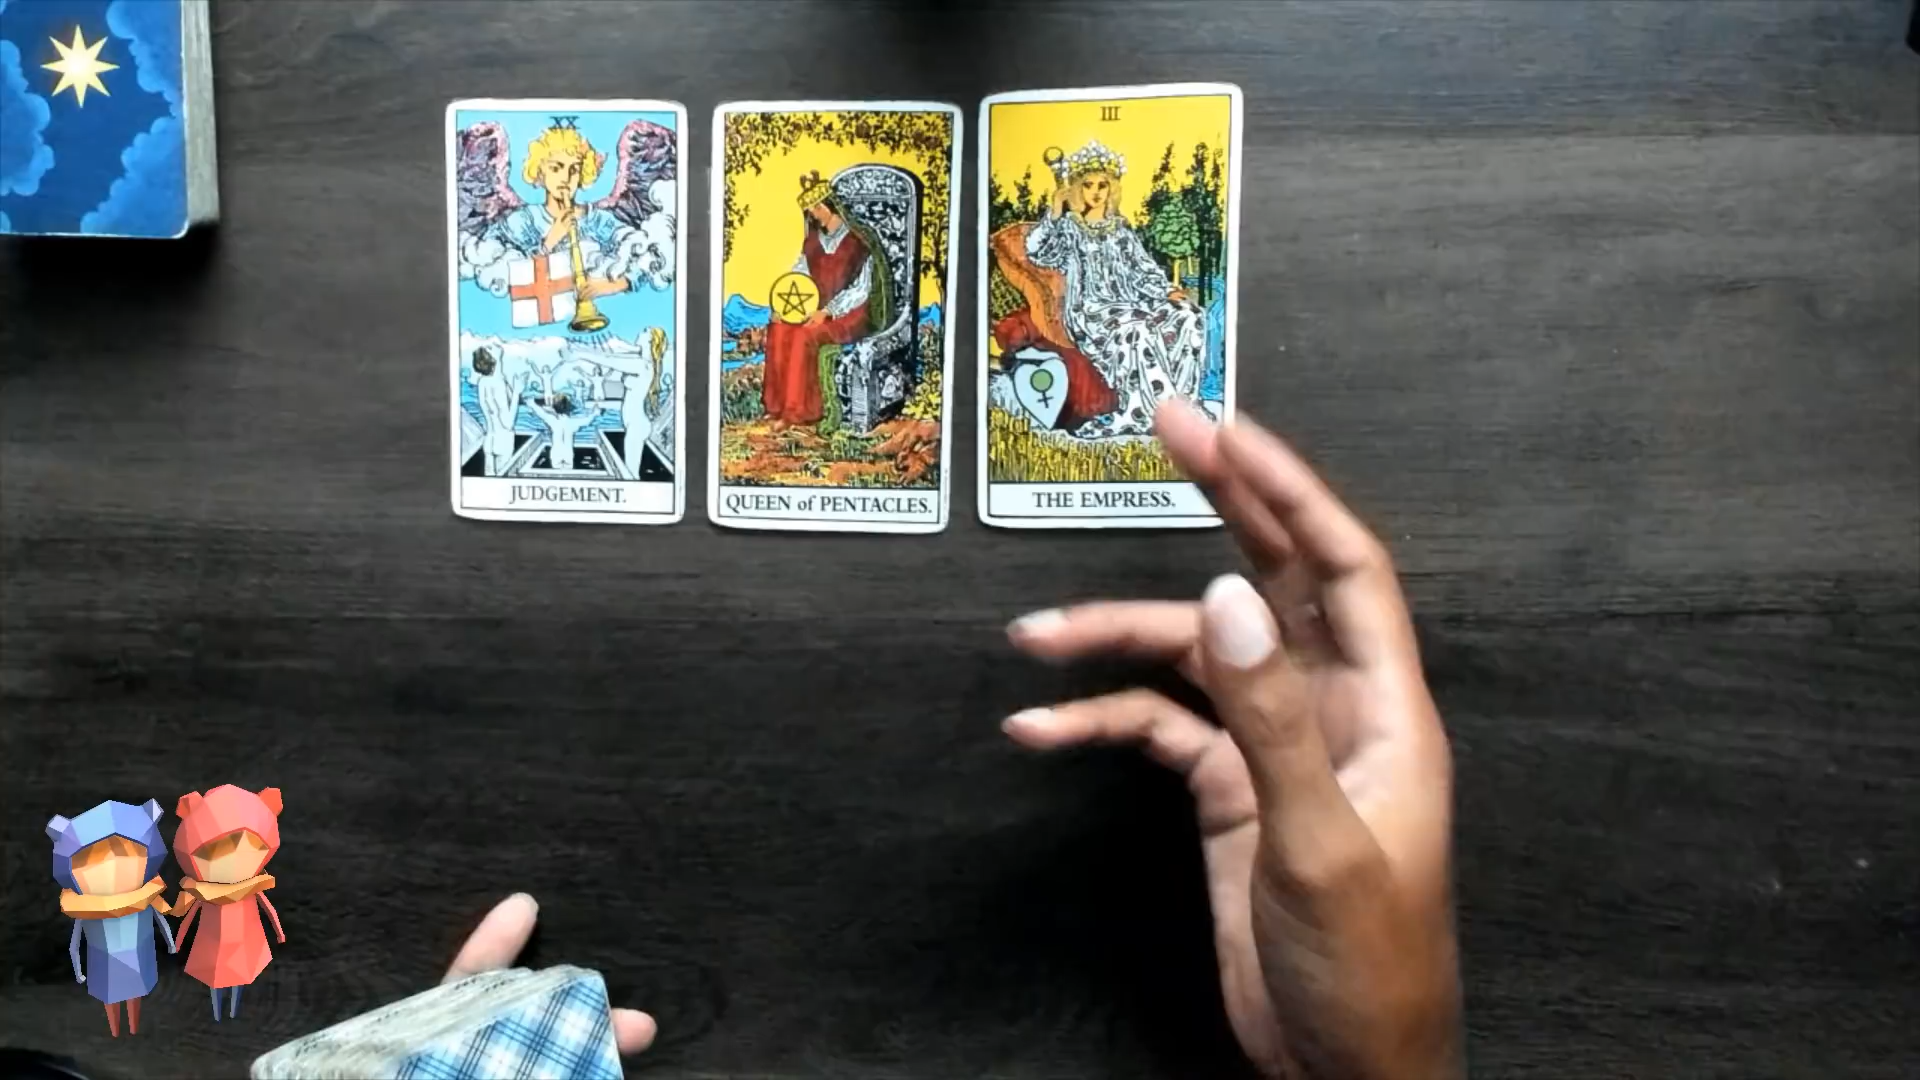 XX
JUDGEMENT.
QUEEN of PENTACLES.
III
THE EMPRESS.